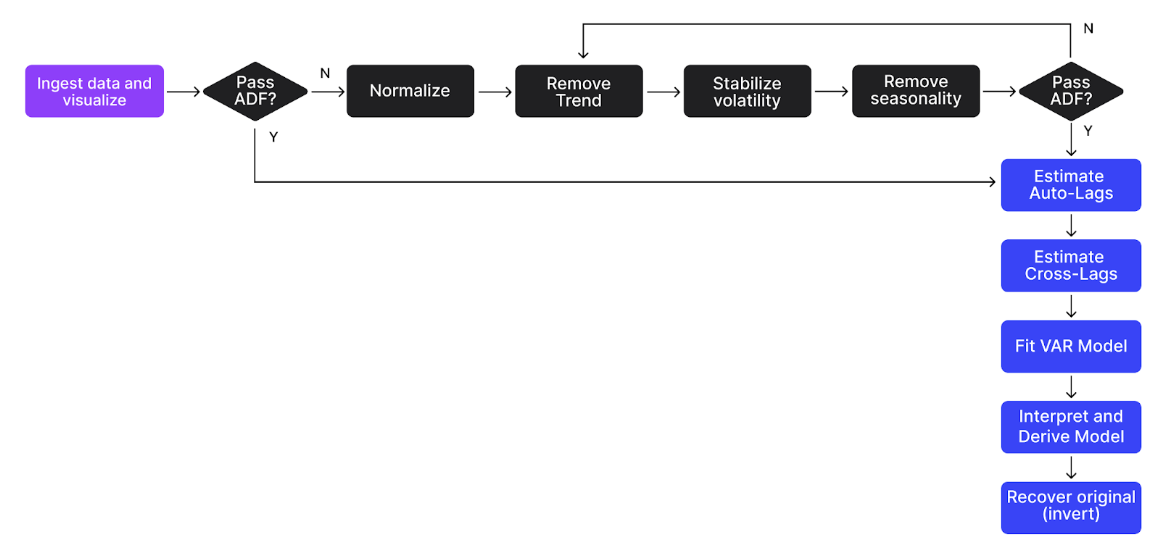 Ingest data and
visualize
Pass
ADF?
N
Y
Normalize
Remove
Trend
Stabilize
volatility
Remove
seasonality
Pass
ADF?
N
Y
Estimate
Auto-Lags
Estimate
Cross-Lags
Fit VAR Model
Interpret and
Derive Model
Recover original
(invert)